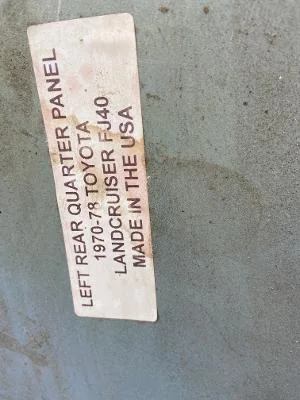 LEFT REAR QUARTER PANEL
1970-78 TOYOTA
LANDCRUISER FJ40
MADE IN THE USA